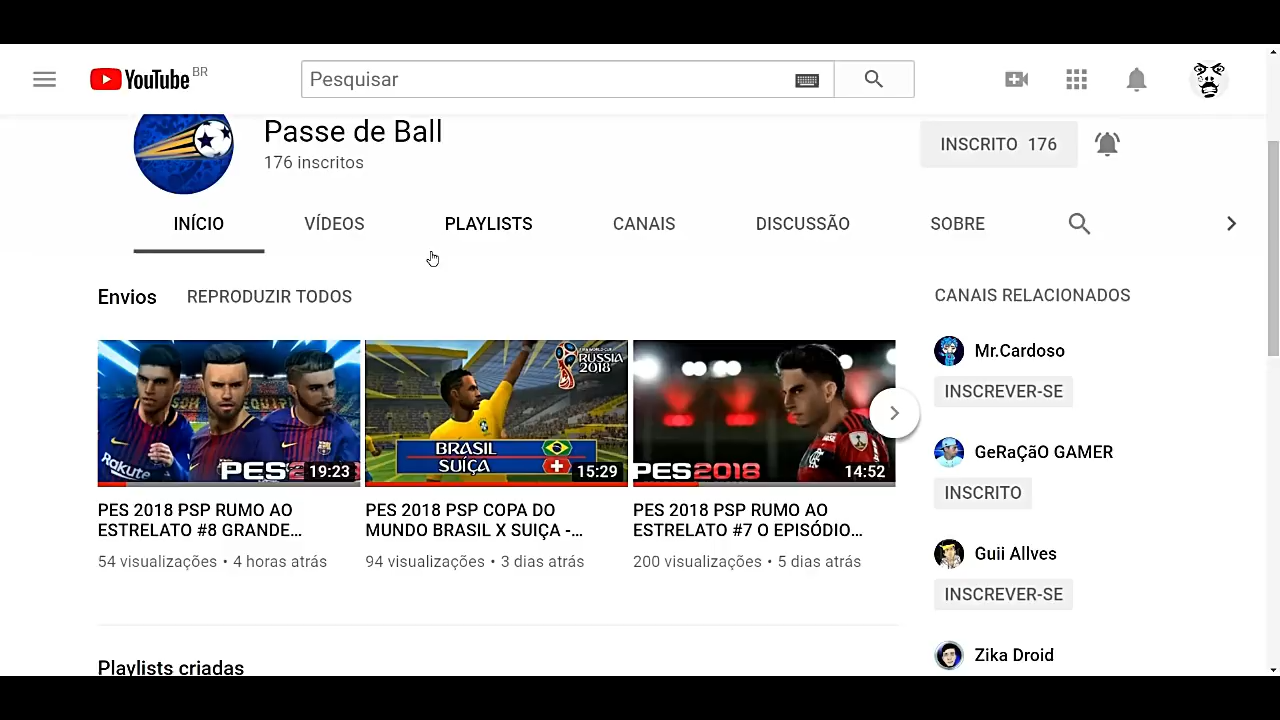 YouTube BR
Pesquisar
Passe de Ball
176 inscritos
INSCRITO 176
INÍCIO
VÍDEOS
PLAYLISTS
CANAIS
DISCUSSÃO
SOBRE
Envios
REPRODUZIR TODOS
Rakuten
PES 2
19:23
RUSSIA
2018
BRASIL
SUIÇA
15:29
PES2018
14:52
PES 2018 PSP RUMO AO
ESTRELATO #8 GRANDE...
54 visualizações • 4 horas atrás
PES 2018 PSP COPA DO
MUNDO BRASIL X SUIÇA -...
94 visualizações • 3 dias atrás
PES 2018 PSP RUMO AO
ESTRELATO #7 O EPISÓDIO...
200 visualizações • 5 dias atrás
CANAIS RELACIONADOS
Mr.Cardoso
INSCREVER-SE
GeRaÇãO GAMER
INSCRITO
Guii Allves
INSCREVER-SE
Zika Droid
Playlists criadas